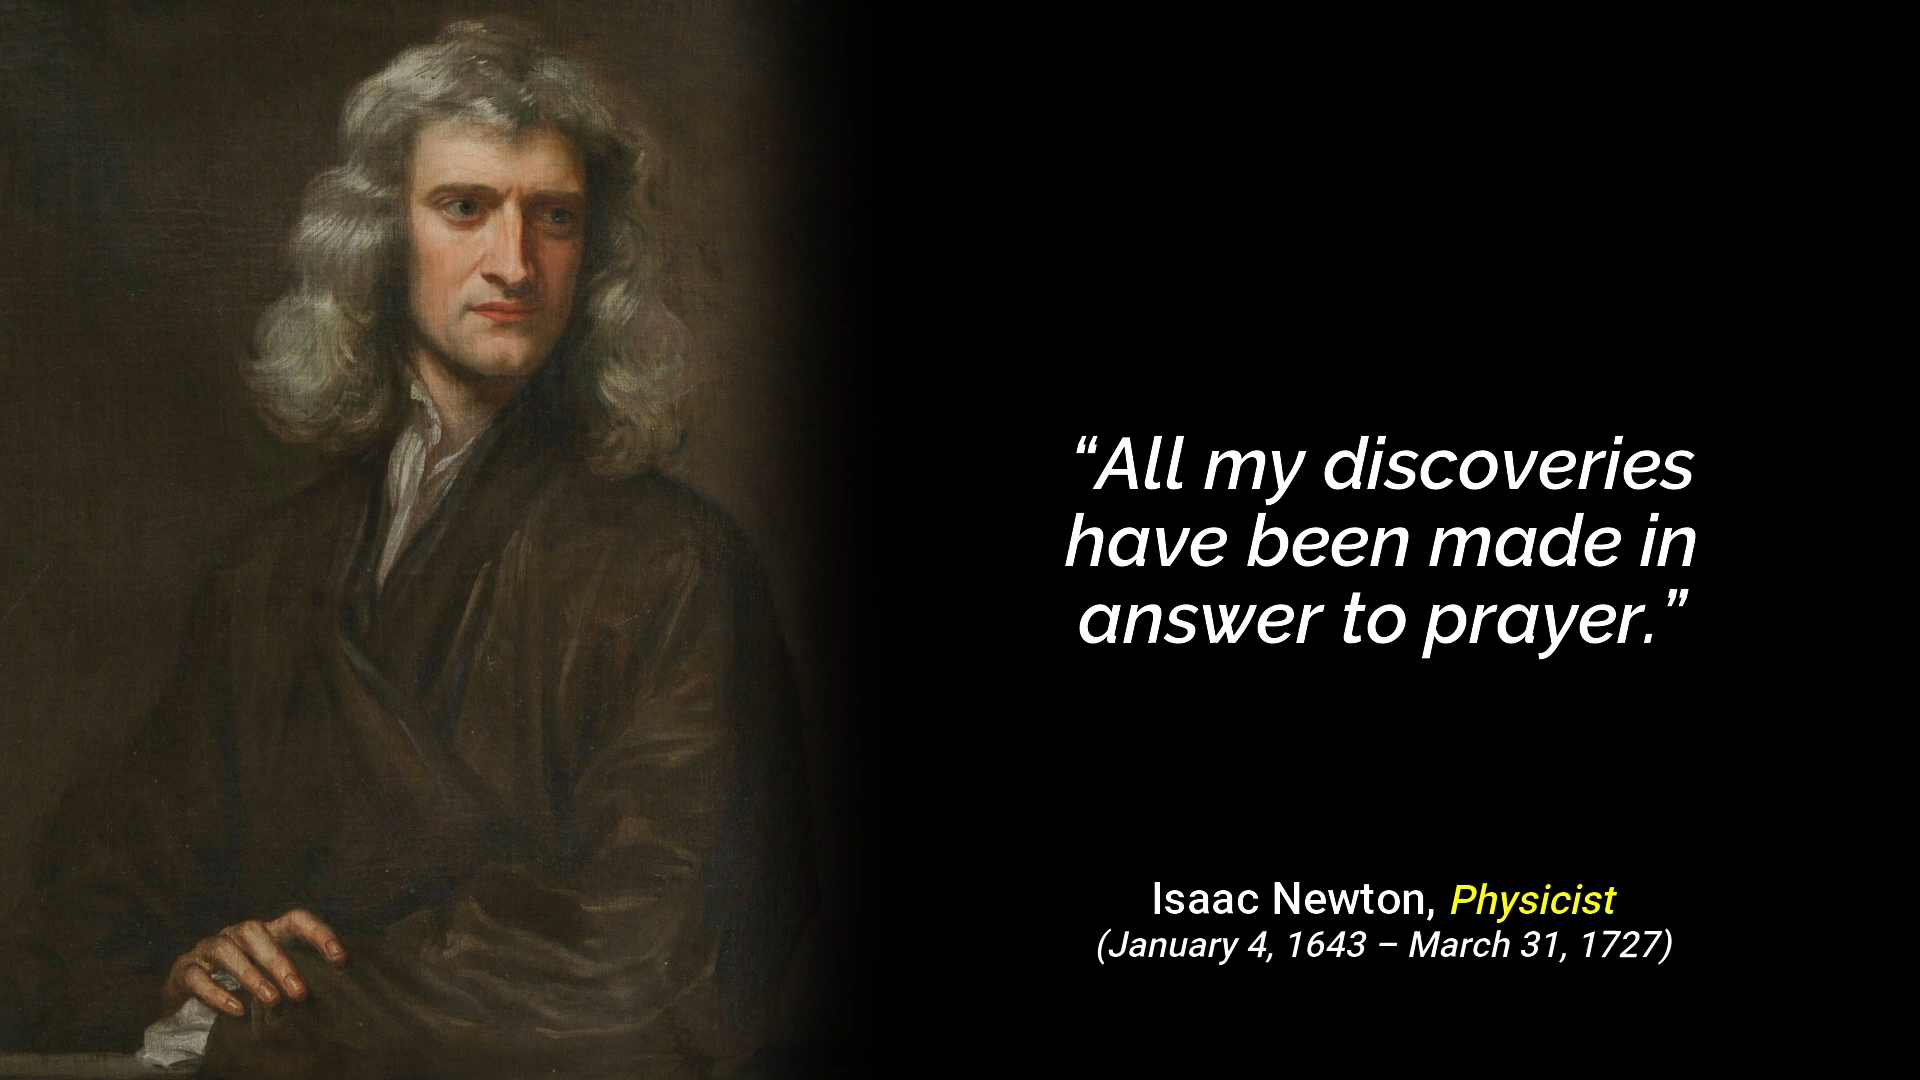 “All my discoveries
have been made in
answer to prayer.”
Isaac Newton, Physicist
(January 4, 1643 – March 31, 1727)